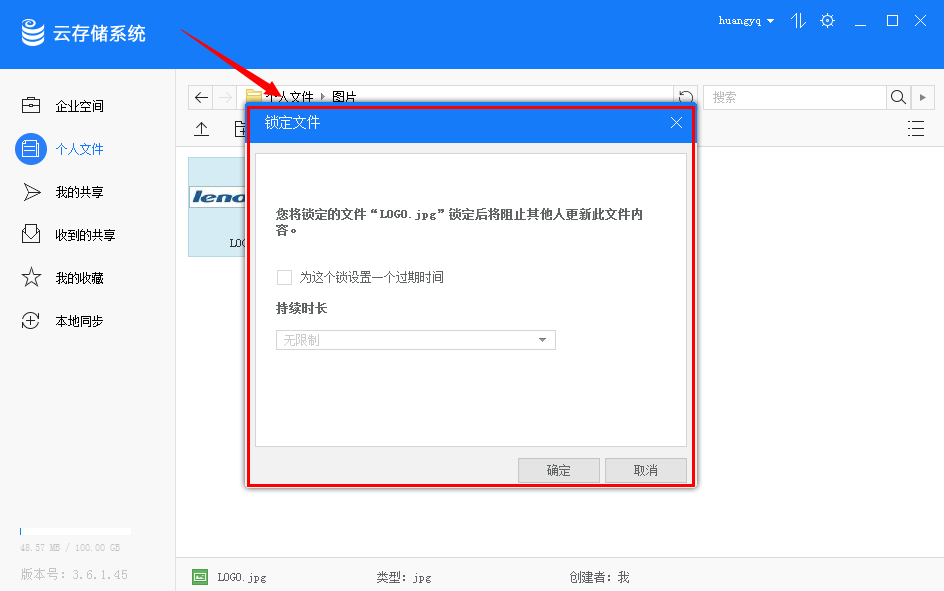 云存储系统
huangyq
企业空间
个人文件
我的共享
收到的共享
我的收藏
本地同步
48.57 MB / 100.00 GB
版本号: 3.6.1.45
个人文件 图片
搜索
锁定文件
您将锁定的文件“LOGO.jpg”锁定后将阻止其他人更新此文件内
容。
为这个锁设置一个过期时间
持续时长
无限制
确定 取消
LOGO.jpg 类型: jpg 创建者: 我